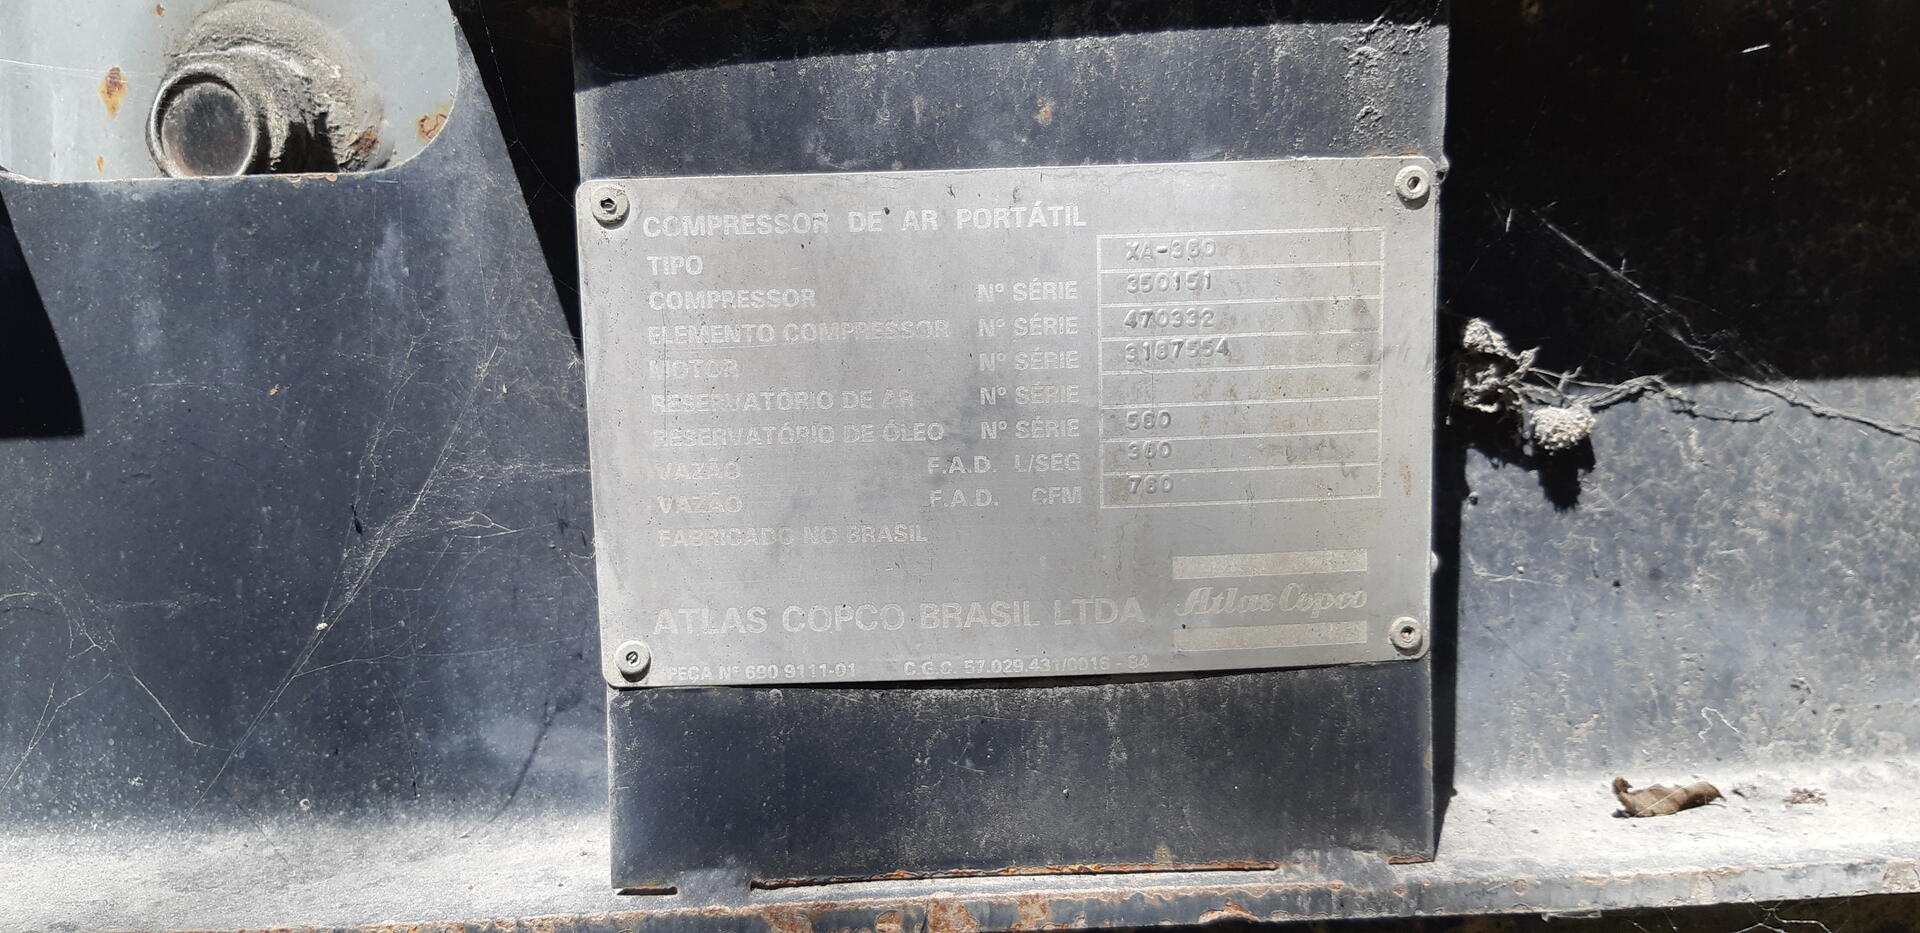 COMPRESSOR DE AR PORTÁTIL
TIPO XA-360
COMPRESSOR Nº SÉRIE 350151
ELEMENTO COMPRESSOR Nº SÉRIE 470332
MOTOR Nº SÉRIE 3187554
RESERVATÓRIO DE AR Nº SÉRIE
RESERVATÓRIO DE ÓLEO Nº SÉRIE 560
VAZÃO F.A.D. L/SEG 360
VAZÃO F.A.D. CFM 760
FABRICADO NO BRASIL
ATLAS COPCO BRASIL LTDA Atlas Copco
PEÇA Nº 690 9111-01 C.G.C. 57.029.431/0016-84